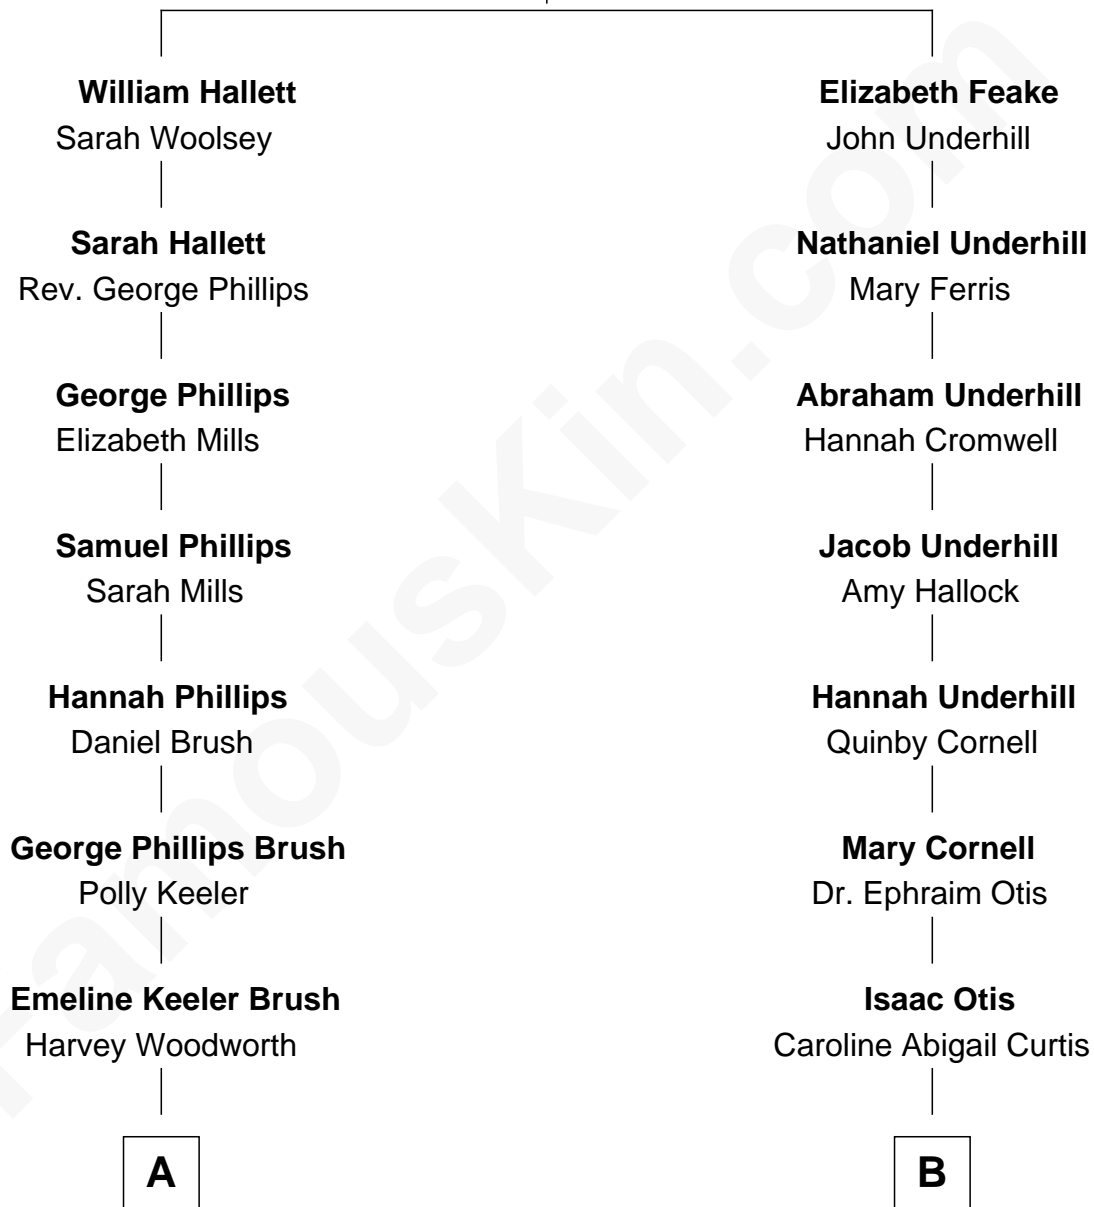 William Hallett
Sarah Woolsey
Sarah Hallett
Rev. George Phillips
George Phillips
Elizabeth Mills
Samuel Phillips
Sarah Mills
Hannah Phillips
Daniel Brush
George Phillips Brush
Polly Keeler
Emeline Keeler Brush
Harvey Woodworth
A
Elizabeth Feake
John Underhill
Nathaniel Underhill
Mary Ferris
Abraham Underhill
Hannah Cromwell
Jacob Underhill
Amy Hallock
Hannah Underhill
Quinby Cornell
Mary Cornell
Dr. Ephraim Otis
Isaac Otis
Caroline Abigail Curtis
B
FamousKin.com